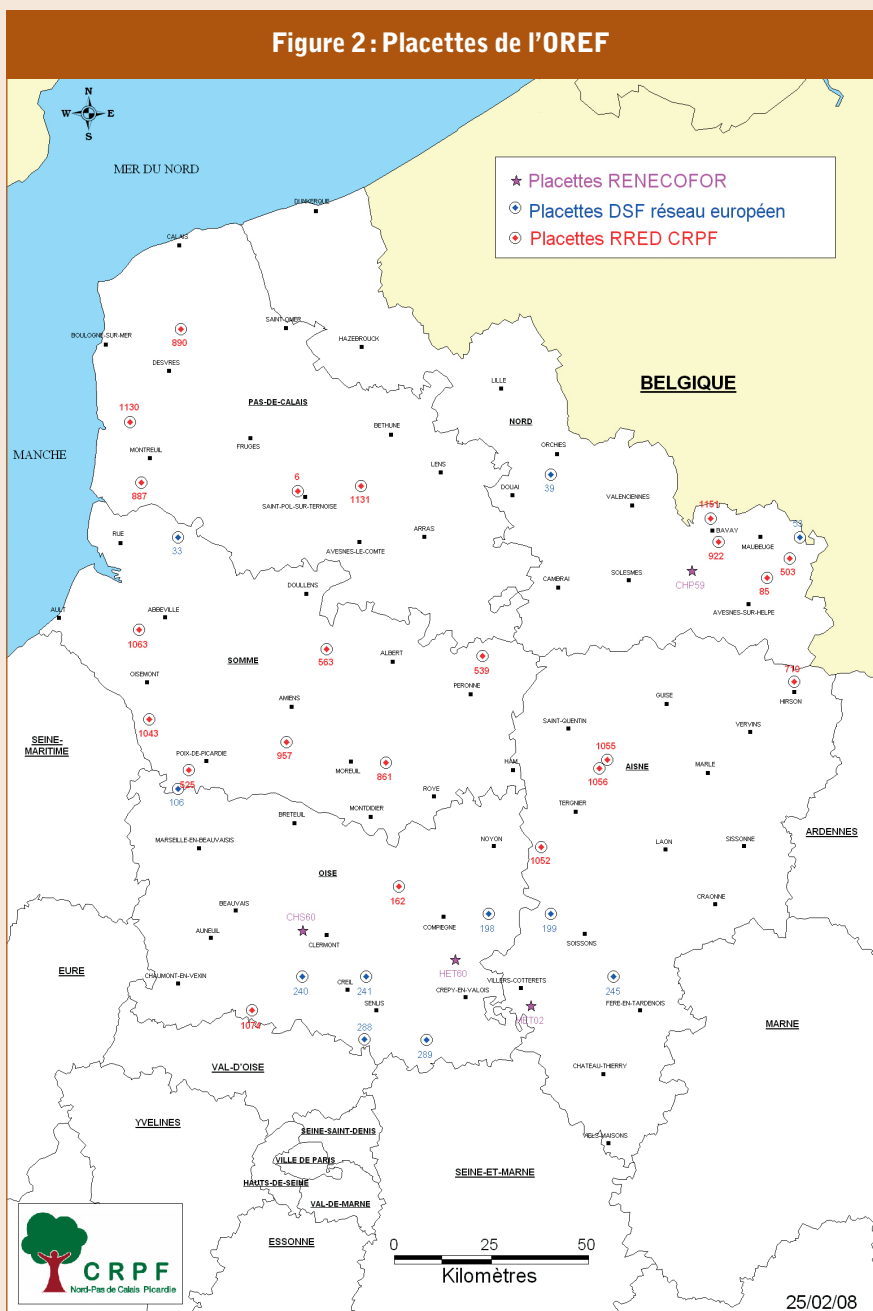 Figure 2 : Placettes de l'OREF
N
W E
S
MER DU NORD
Placettes RENECOFOR
Placettes DSF réseau européen
Placettes RRED CRPF
DUNKERQUE
CALAIS
SAINT-OMER
890
BOULOGNE-SUR-MER
HAZEBROUCK
DESVRES
LILLE
BELGIQUE
PAS-DE-CALAIS
1130
NORD
BETHUNE
FRUGES
ORCHIES
MANCHE
MONTREUIL
LENS
6
39
DOUAI
887
1131
SAINT-POL-SUR-TERNOISE
VALENCIENNES
1151
53
RUE
ARRAS
BAVAY
33
AVESNES-LE-COMTE
922
MAUBEUGE
503
SOLESMES
CHP59
85
CAMBRAI
DOULLENS
AVESNES-SUR-HELPE
AULT
ABBEVILLE
1063
563
ALBERT
539
SOMME
710
OISEMONT
PERONNE
HIRSON
AMIENS
GUISE
SAINT-QUENTIN
1043
VERVINS
SEINE-
MARITIME
957
POIX-DE-PICARDIE
1055
525
MOREUIL
861
HAM
1056
AISNE
MARLE
106
ROYE
MONTDIDIER
TERGNIER
BRETEUIL
ARDENNES
MARSEILLE-EN-BEAUVAISIS
NOYON
LAON
SISSONNE
1052
OISE
162
CRAONNE
BEAUVAIS
CHS60
COMPIEGNE
198
199
AUNEUIL
CLERMONT
SOISSONS
EURE
HET60
CHAUMONT-EN-VEXIN
240
241
CREIL
CREPY-EN-VALOIS
VILLERS-COTTERETS
245
FERE-EN-TARDENOIS
SENLIS
HET02
1074
288
MARNE
289
VAL-D'OISE
CHATEAU-THIERRY
YVELINES
SEINE-SAINT-DENIS
VIELS-MAISONS
VILLE DE PARIS
SEINE-ET-MARNE
HAUTS-DE-SEINE
VAL-DE-MARNE
ESSONNE
0 25 50
Kilomètres
CRPF
Nord-Pas de Calais Picardie
25/02/08